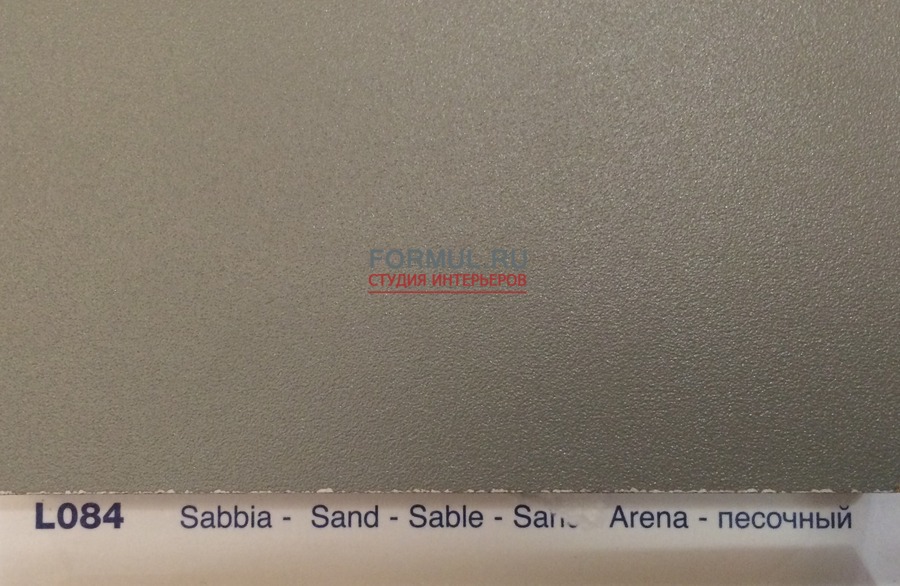 FORMUL.RU
СТУДИЯ ИНТЕРЬЕРОВ
L084 Sabbia - Sand - Sable - Arena - песочный